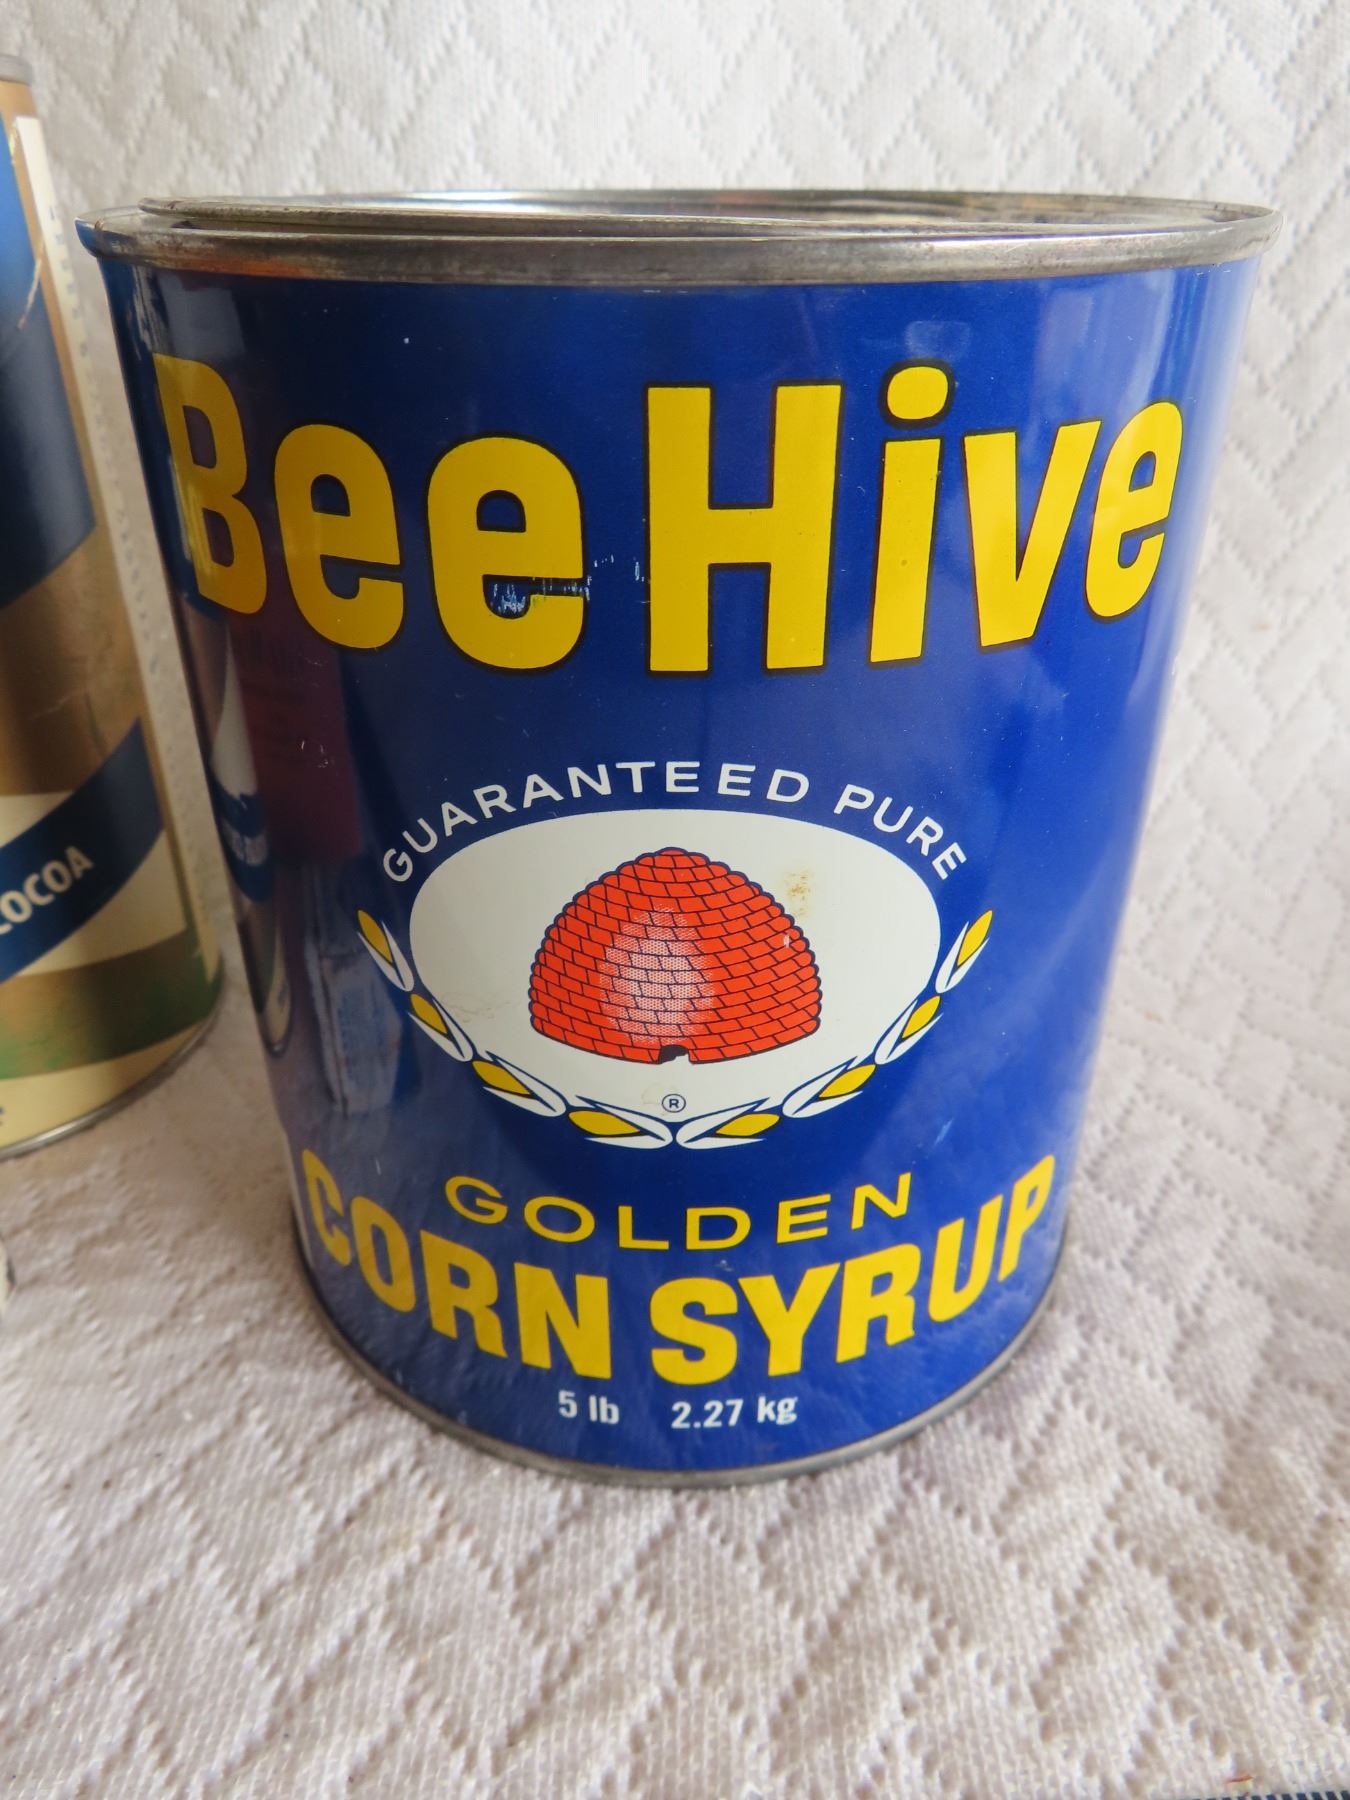 Bee Hive
GUARANTEED PURE
®
GOLDEN
CORN SYRUP
5 lb 2.27 kg
COCOA